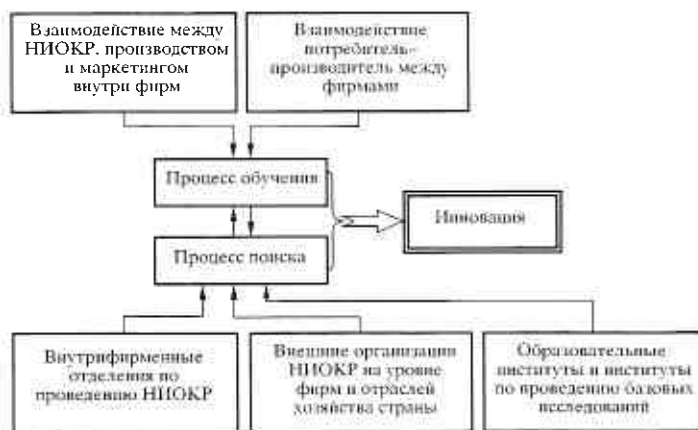 Взаимодействие между
НИОКР, производством
и маркетингом
внутри фирм
Взаимодействие
потребитель–
производитель между
фирмами
Процесс обучения
Инновация
Процесс поиска
Внутрифирменные
отделения по
проведению НИОКР
Внешние организации
НИОКР на уровне
фирм и отраслей
хозяйства страны
Образовательные
институты и институты
по проведению базовых
исследований